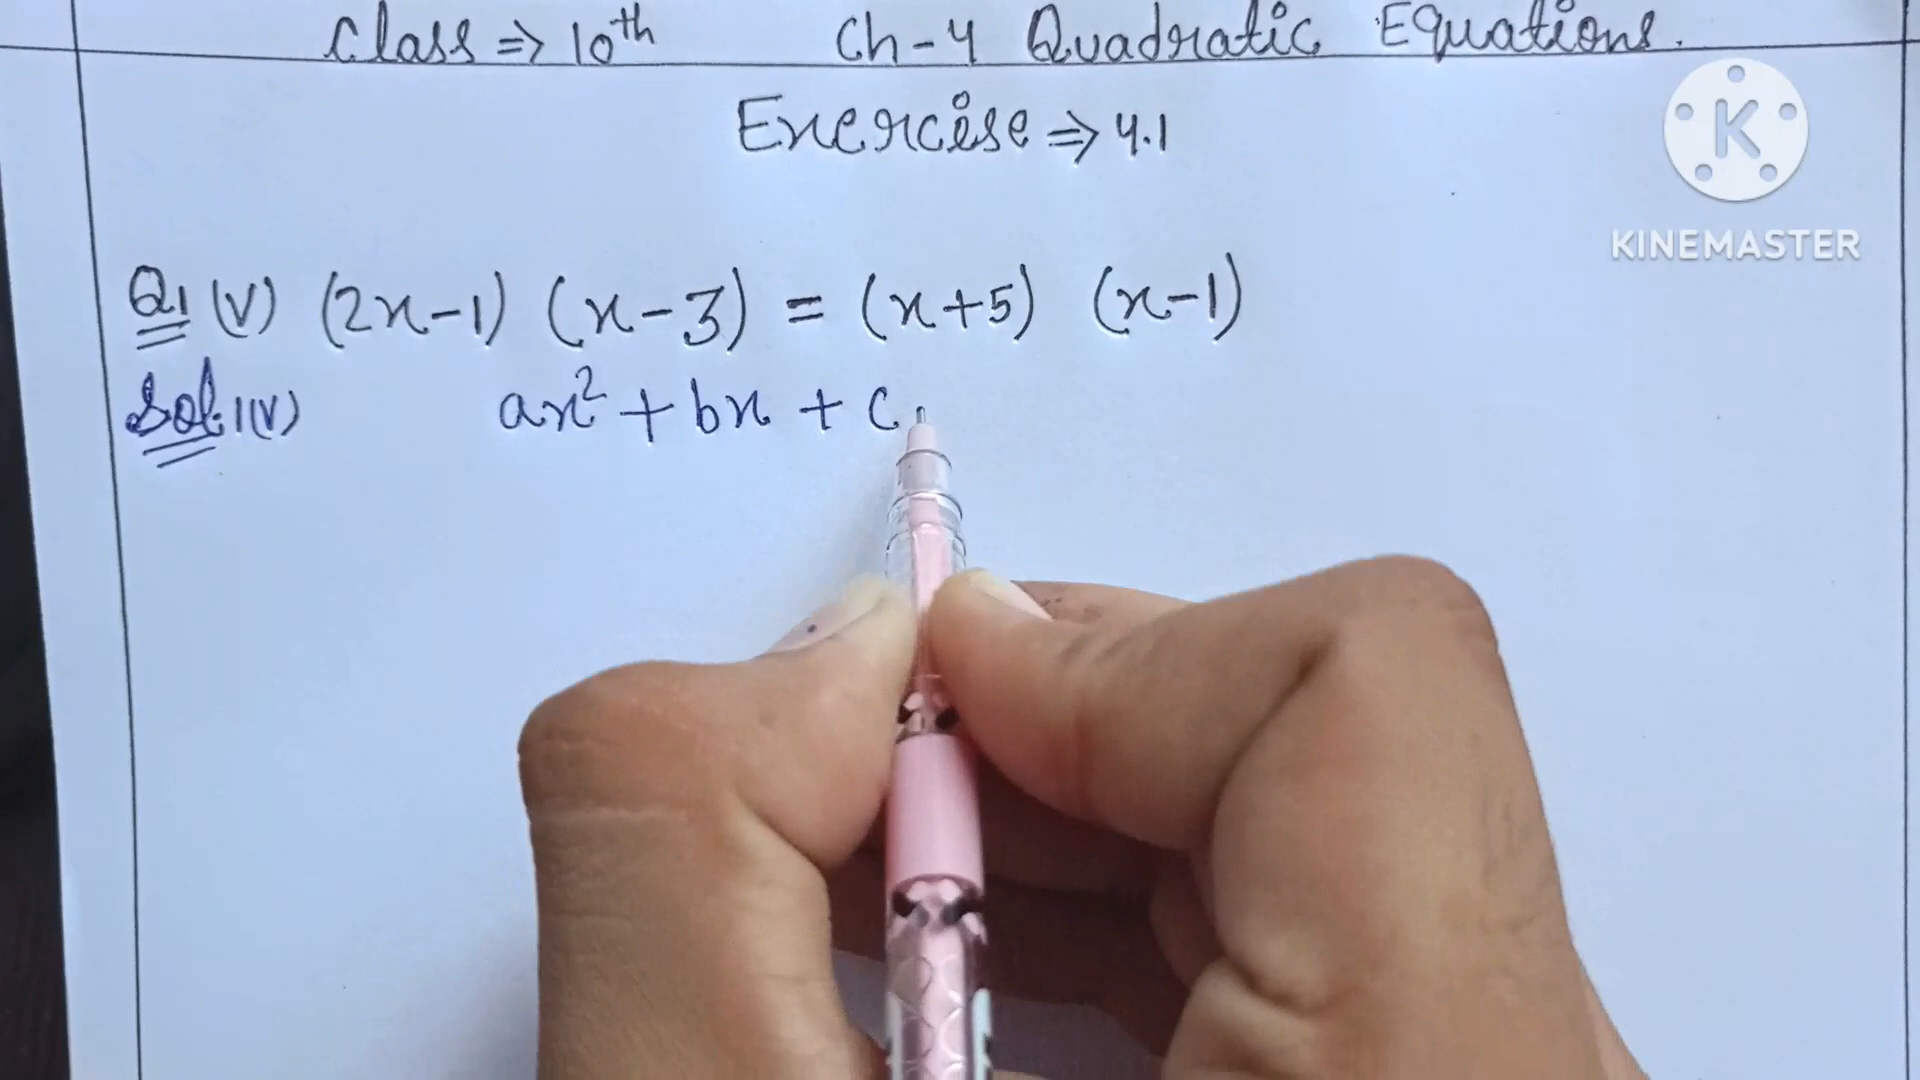 Class ⇒ 10th Ch-4 Quadratic Equations.
Exercise ⇒ 4.1
K
KINEMASTER
Q1 (V) (2x-1) (x-3) = (x+5) (x-1)
Sol. 1(V) ax² + bx + c